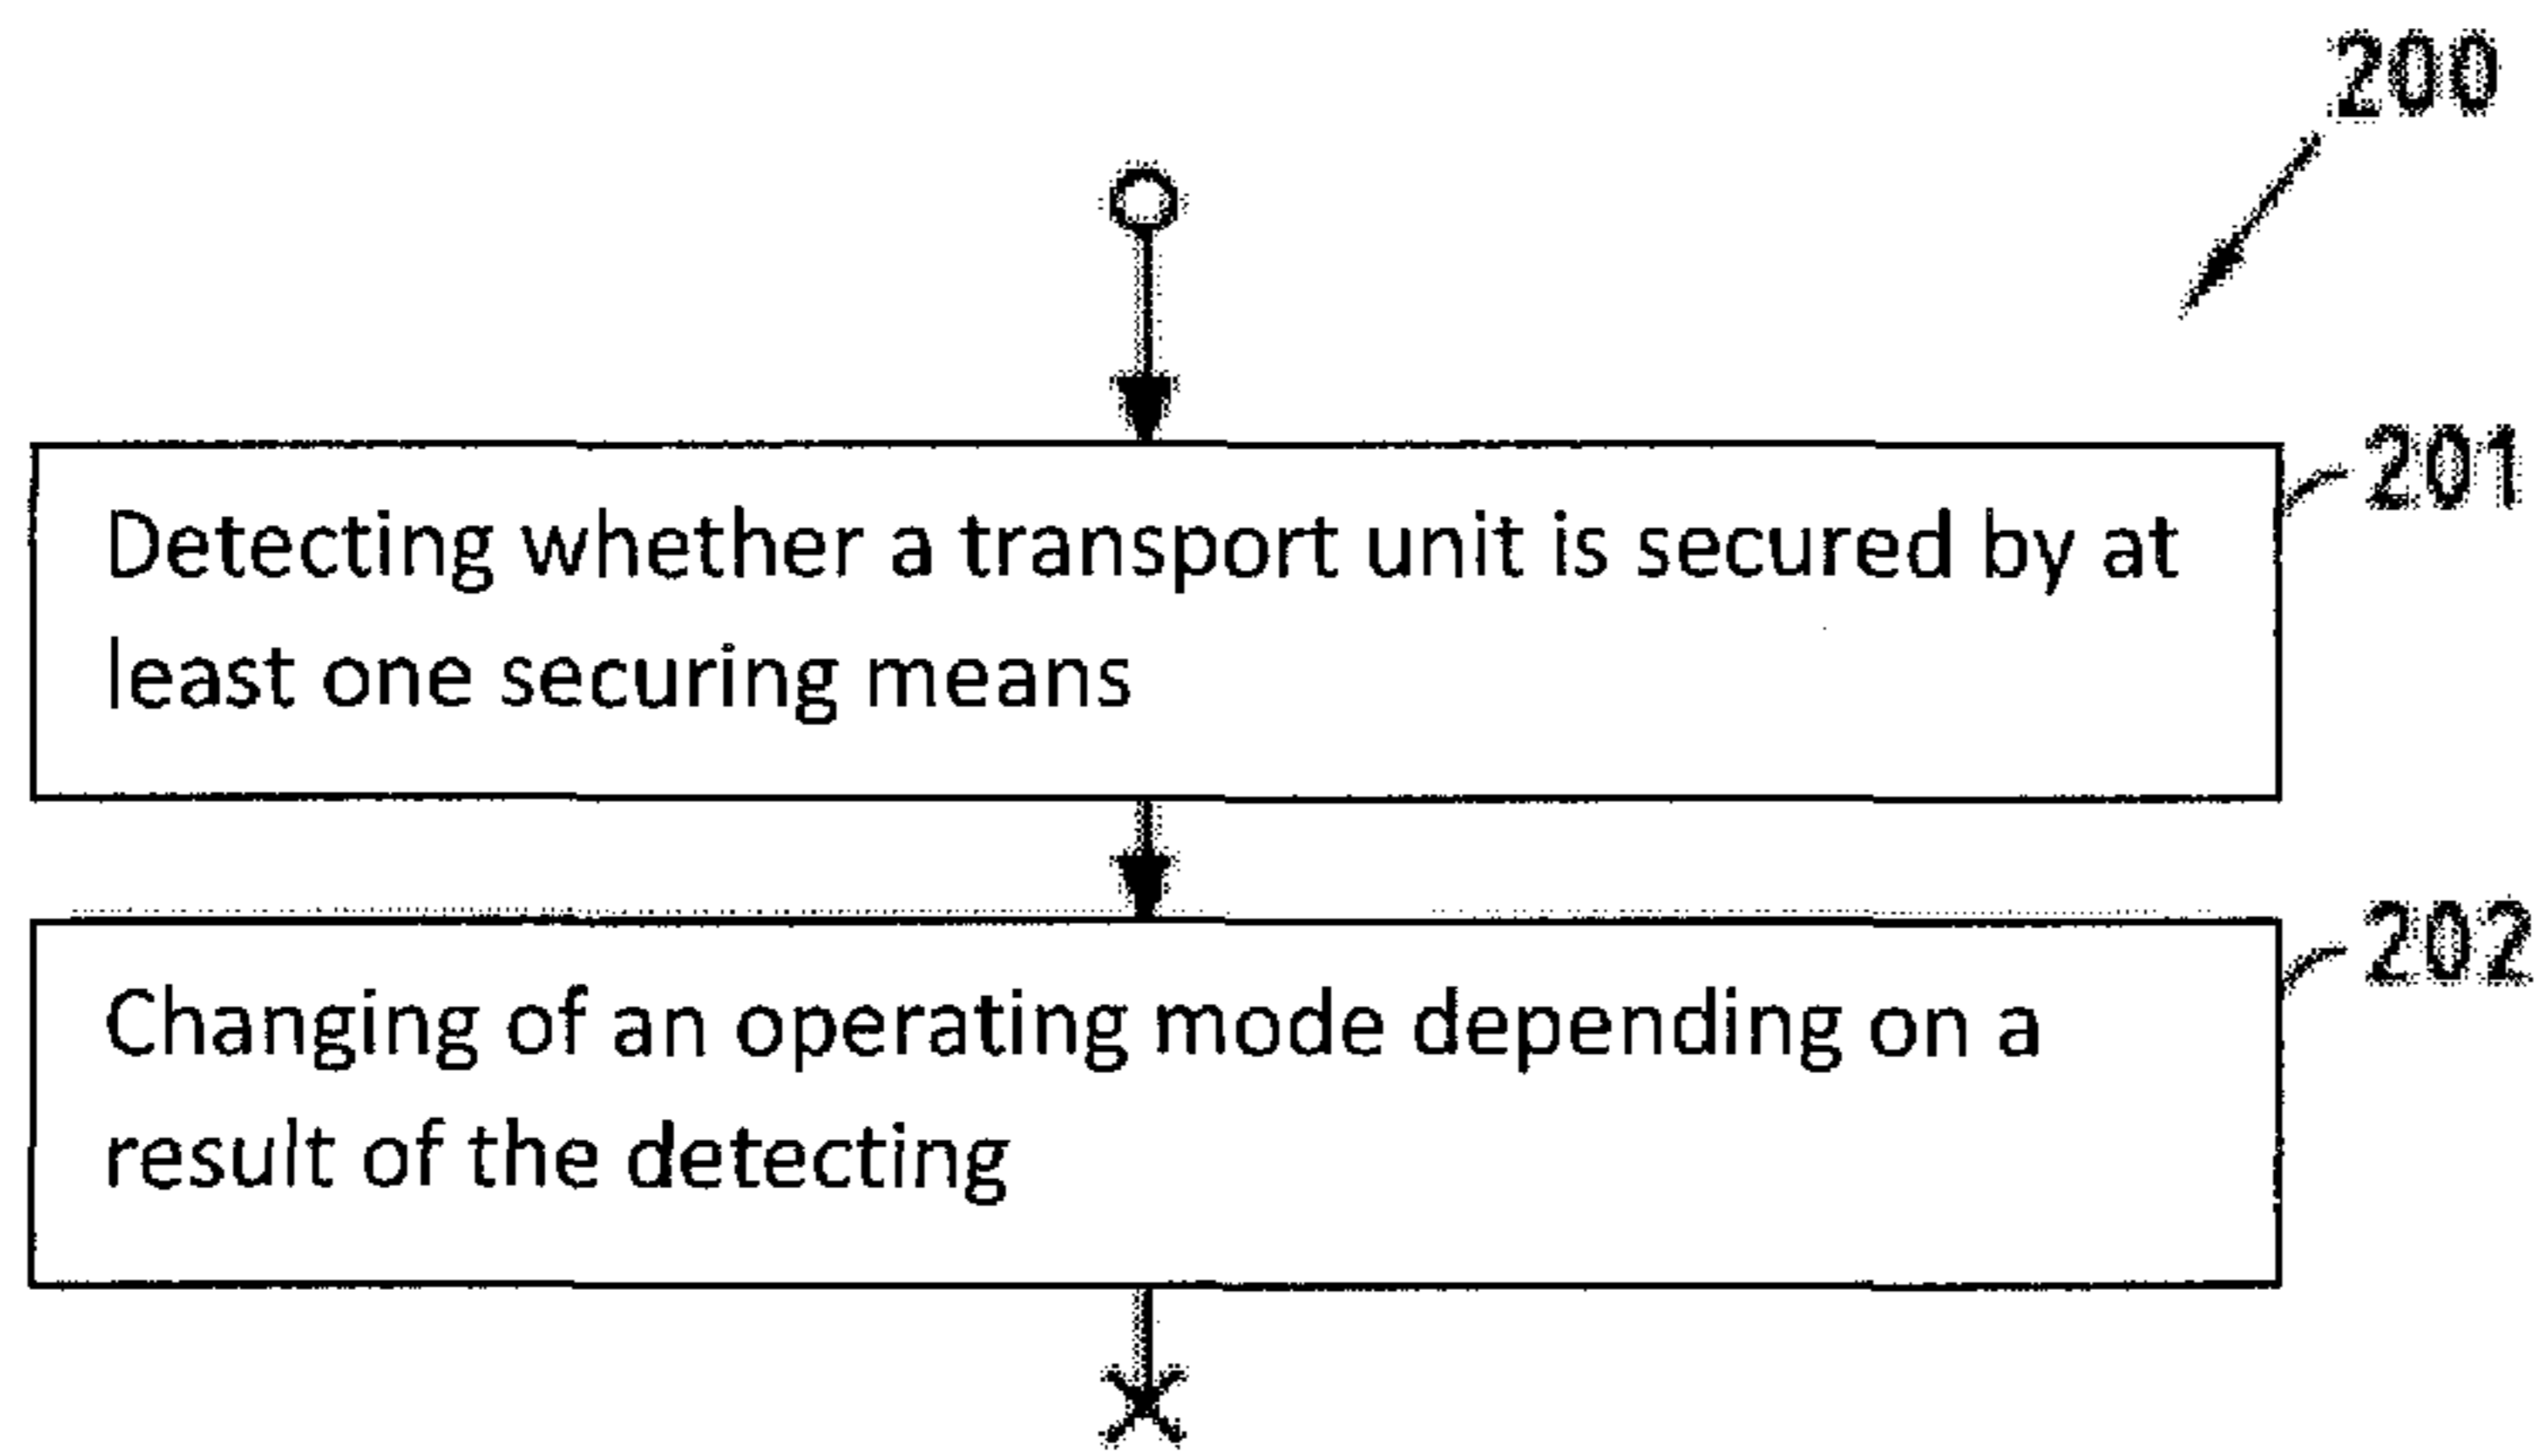 200
201
Detecting whether a transport unit is secured by at
least one securing means
202
Changing of an operating mode depending on a
result of the detecting